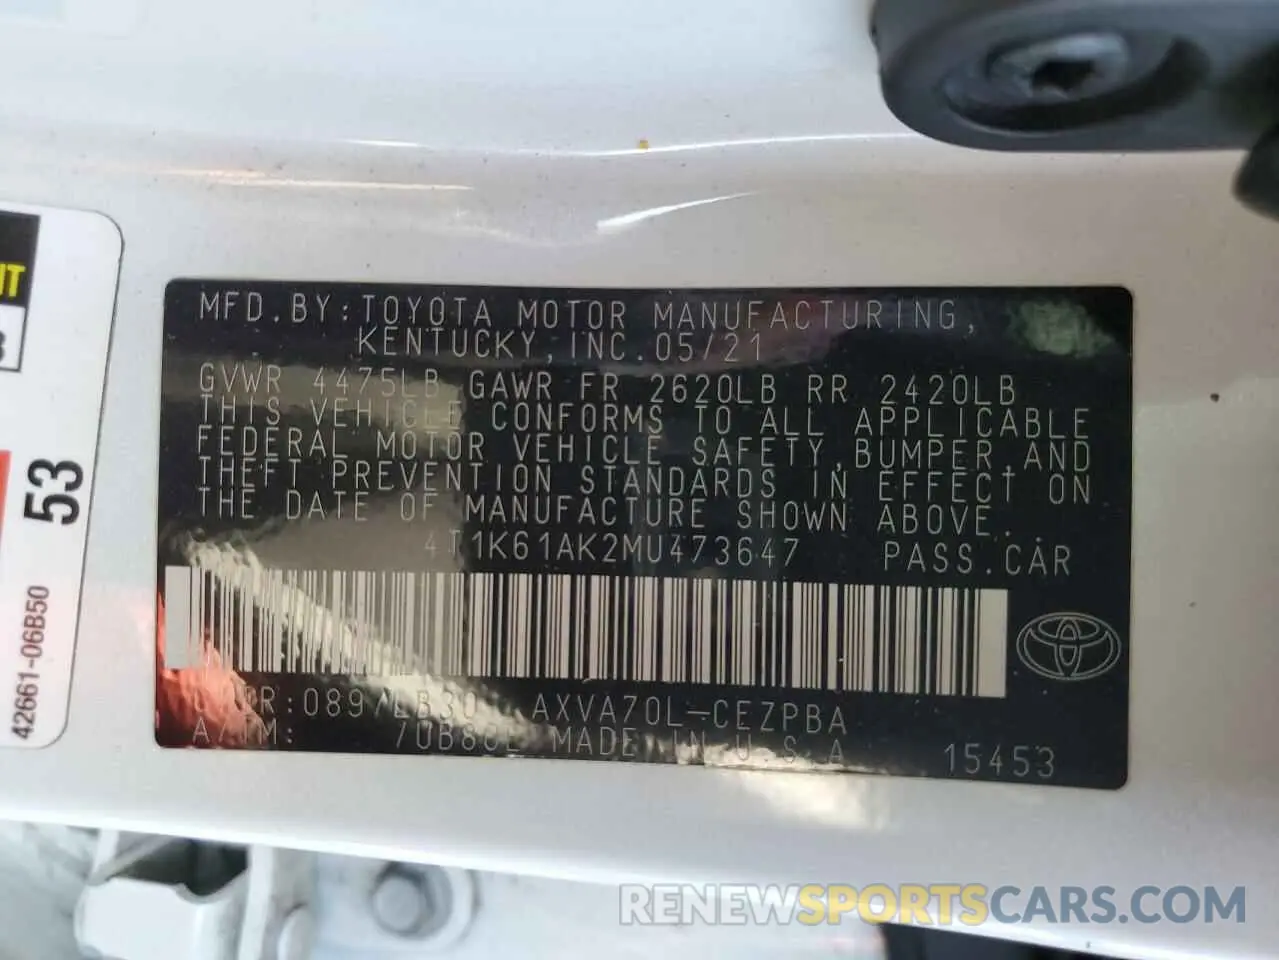 MFD.BY:TOYOTA MOTOR MANUFACTURING,
KENTUCKY,INC.05/21
GVWR 4475LB GAWR FR 2620LB RR 2420LB
THIS VEHICLE CONFORMS TO ALL APPLICABLE
FEDERAL MOTOR VEHICLE SAFETY,BUMPER,AND
THEFT PREVENTION STANDARDS IN EFFECT ON
THE DATE OF MANUFACTURE SHOWN ABOVE.
4T1K61AK2MU473647 PASS.CAR
AXVA70L-CEZPBA
MADE IN U.S.A 15453
53
42661-06B50
RENEWSPORTSCARS.COM